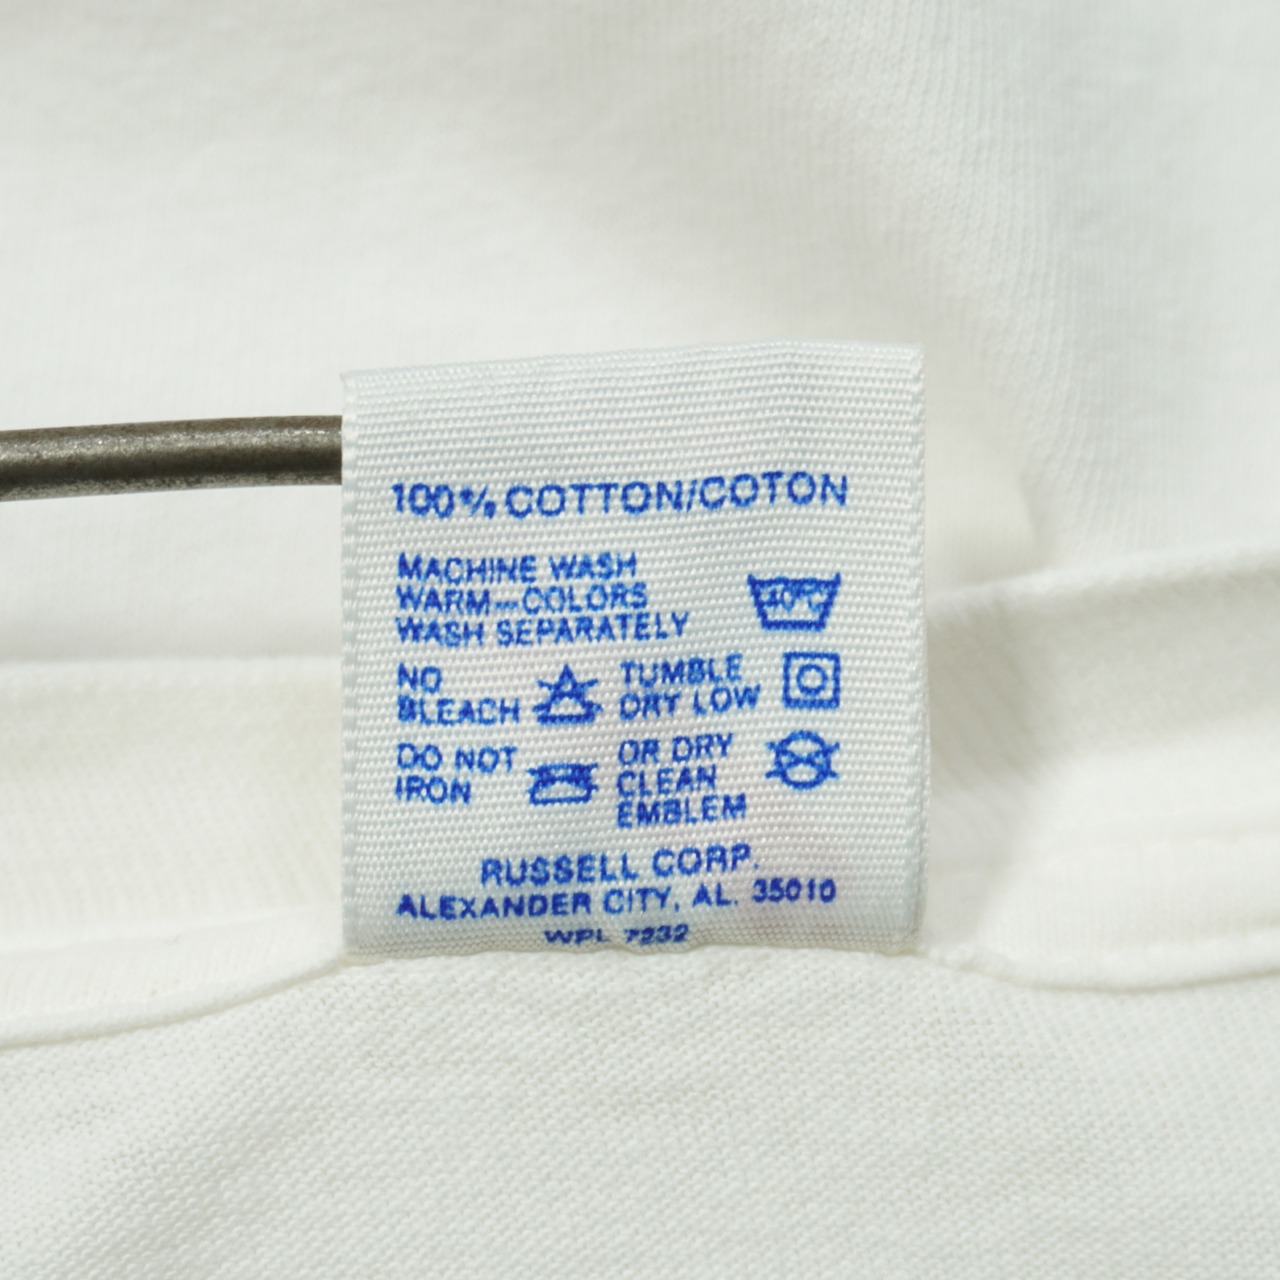 100% COTTON/COTON
MACHINE WASH
WARM—COLORS
WASH SEPARATELY
40°C
NO
BLEACH
TUMBLE
DRY LOW
DO NOT
IRON
OR DRY
CLEAN
EMBLEM
RUSSELL CORP.
ALEXANDER CITY, AL. 35010
WPL 7232